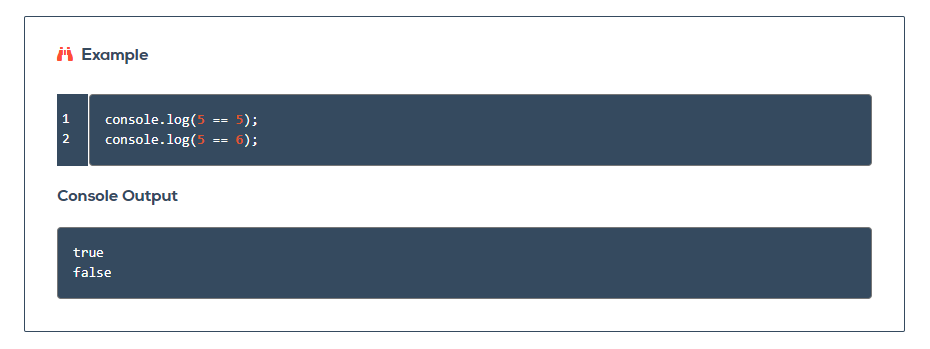 Example
1 console.log(5 == 5);
2 console.log(5 == 6);
Console Output
true
false